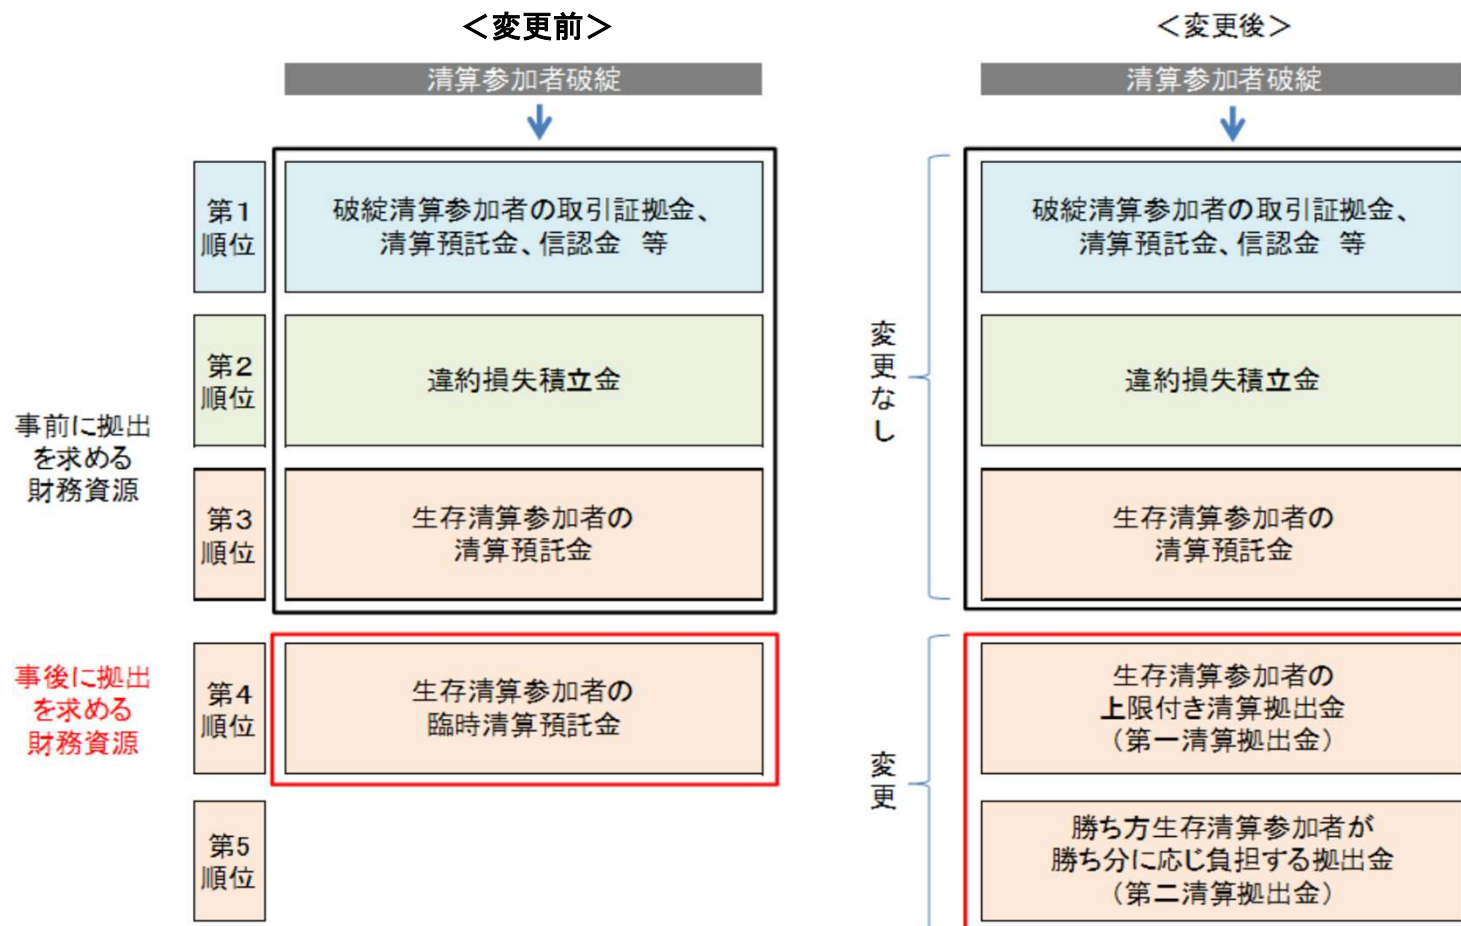 ＜変更前＞
＜変更後＞
清算参加者破綻
清算参加者破綻
第1
順位
破綻清算参加者の取引証拠金、
清算預託金、信認金　等
破綻清算参加者の取引証拠金、
清算預託金、信認金　等
第2
順位
違約損失積立金
違約損失積立金
変更なし
事前に拠出
を求める
財務資源
第3
順位
生存清算参加者の
清算預託金
生存清算参加者の
清算預託金
事後に拠出
を求める
財務資源
第4
順位
生存清算参加者の
臨時清算預託金
生存清算参加者の
上限付き清算拠出金
（第一清算拠出金）
変更
第5
順位
勝ち方生存清算参加者が
勝ち分に応じ負担する拠出金
（第二清算拠出金）